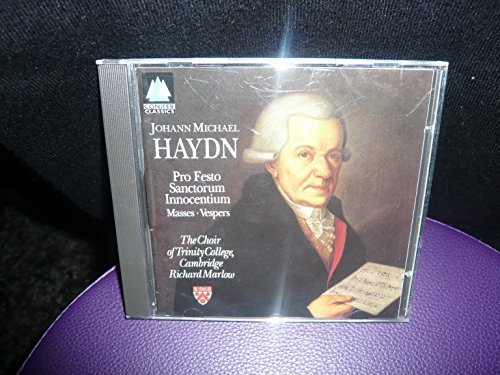 CONIFER
CLASSICS
JOHANN MICHAEL
HAYDN
Pro Festo
Sanctorum
Innocentium
Masses · Vespers
The Choir
of Trinity College,
Cambridge
Richard Marlow